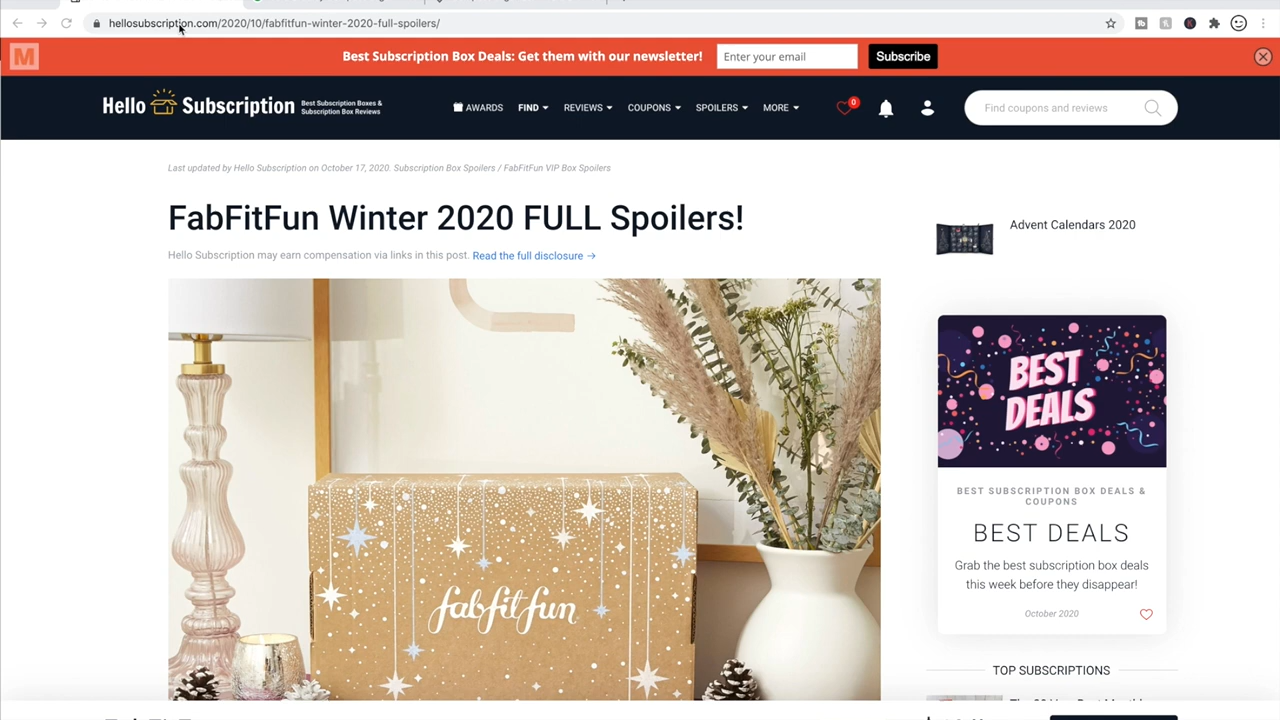 hellosubscription.com/2020/10/fabfitfun-winter-2020-full-spoilers/
M
Best Subscription Box Deals: Get them with our newsletter!
Enter your email
Subscribe
Hello Subscription
Best Subscription Boxes &
Subscription Box Reviews
AWARDS
FIND
REVIEWS
COUPONS
SPOILERS
MORE
0
Find coupons and reviews
Last updated by Hello Subscription on October 17, 2020. Subscription Box Spoilers / FabFitFun VIP Box Spoilers
FabFitFun Winter 2020 FULL Spoilers!
Hello Subscription may earn compensation via links in this post. Read the full disclosure →
fabfitfun
Advent Calendars 2020
BEST
DEALS
BEST SUBSCRIPTION BOX DEALS &
COUPONS
BEST DEALS
Grab the best subscription box deals
this week before they disappear!
October 2020
TOP SUBSCRIPTIONS